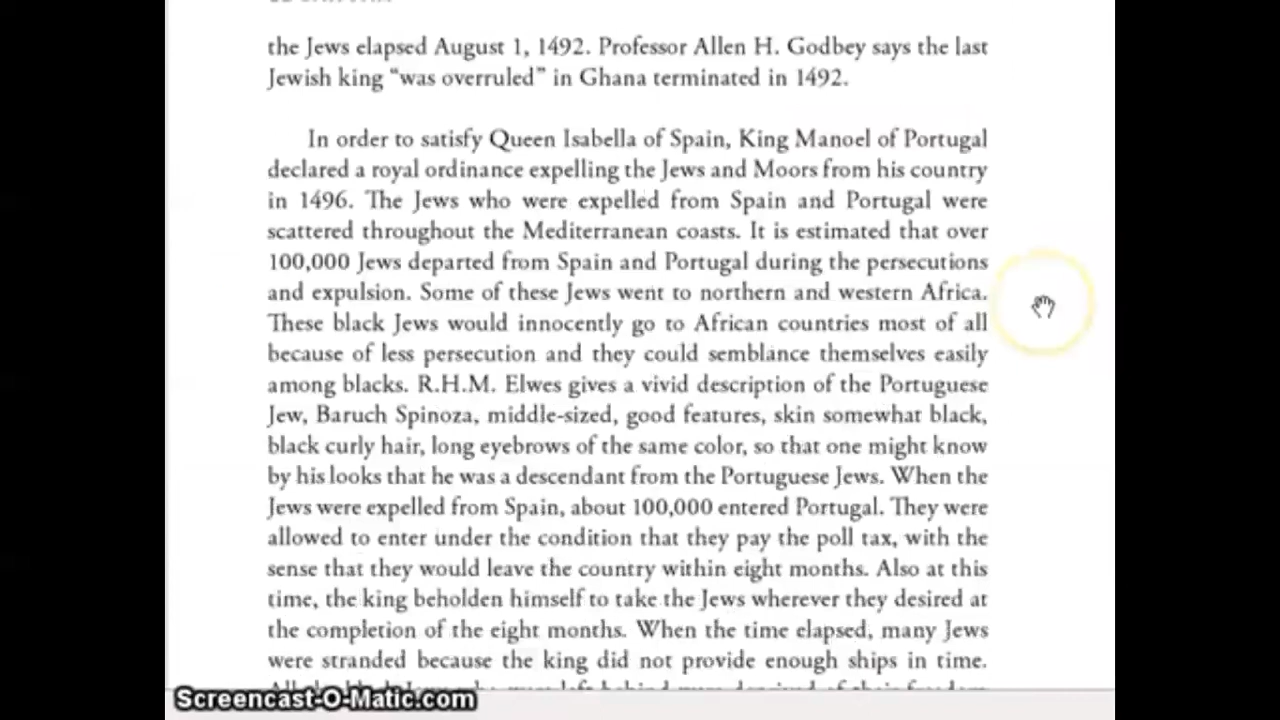 the Jews elapsed August 1, 1492. Professor Allen H. Godbey says the last
Jewish king “was overruled” in Ghana terminated in 1492.
In order to satisfy Queen Isabella of Spain, King Manoel of Portugal
declared a royal ordinance expelling the Jews and Moors from his country
in 1496. The Jews who were expelled from Spain and Portugal were
scattered throughout the Mediterranean coasts. It is estimated that over
100,000 Jews departed from Spain and Portugal during the persecutions
and expulsion. Some of these Jews went to northern and western Africa.
These black Jews would innocently go to African countries most of all
because of less persecution and they could semblance themselves easily
among blacks. R.H.M. Elwes gives a vivid description of the Portuguese
Jew, Baruch Spinoza, middle-sized, good features, skin somewhat black,
black curly hair, long eyebrows of the same color, so that one might know
by his looks that he was a descendant from the Portuguese Jews. When the
Jews were expelled from Spain, about 100,000 entered Portugal. They were
allowed to enter under the condition that they pay the poll tax, with the
sense that they would leave the country within eight months. Also at this
time, the king beholden himself to take the Jews wherever they desired at
the completion of the eight months. When the time elapsed, many Jews
were stranded because the king did not provide enough ships in time.
Screencast-O-Matic.com